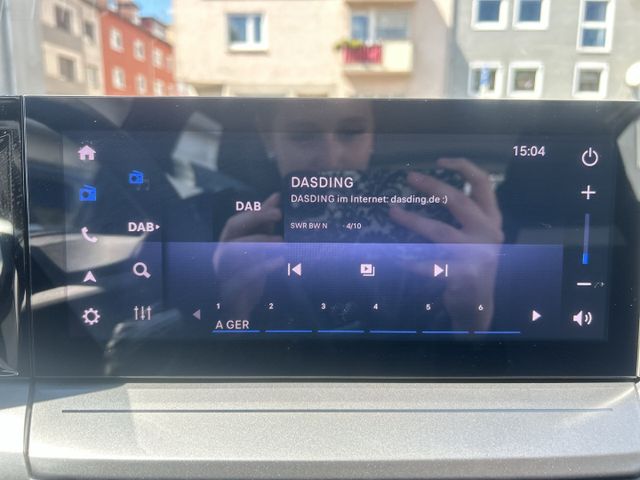 15:04
DASDING
DASDING im Internet: dasding.de :)
DAB
DAB
SWR BW N - 4/10
1 2 3 4 5 6
A GER